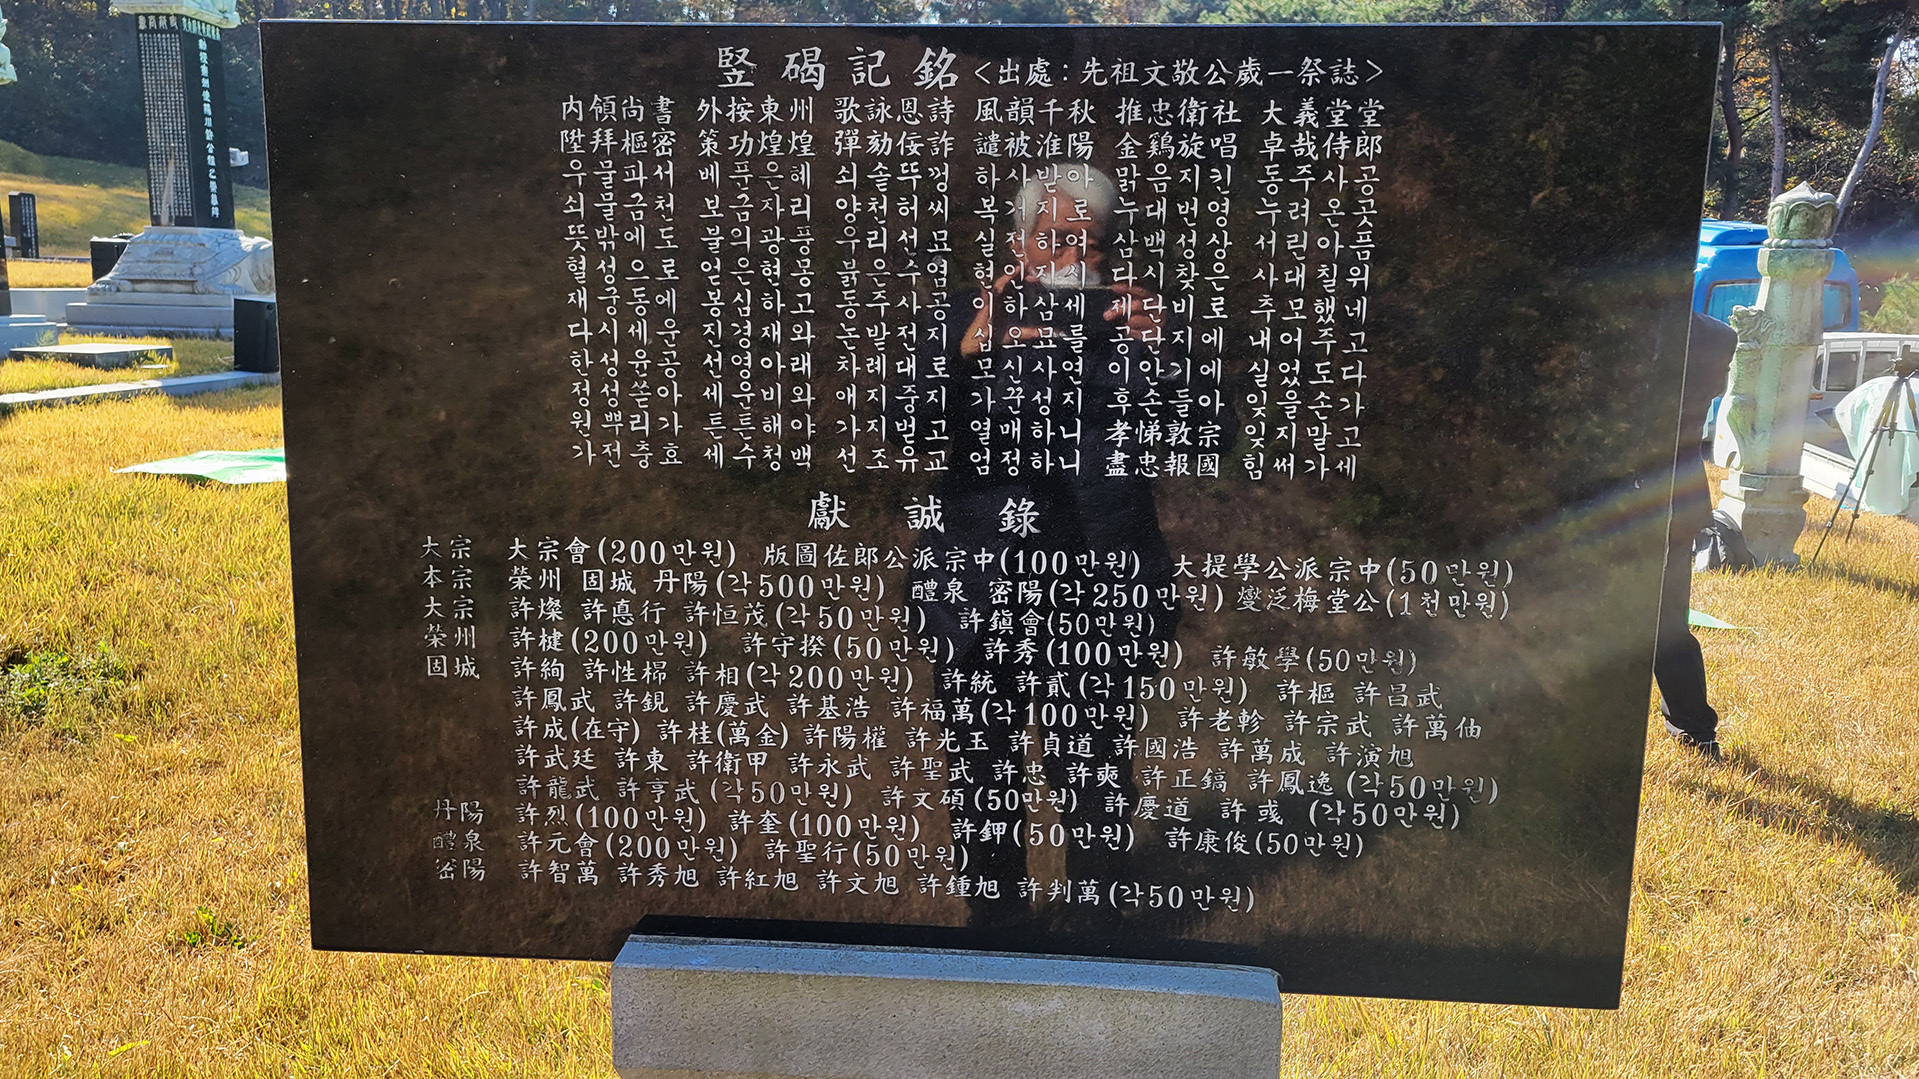 竪碣記銘 <出處:先祖文敬公歲一祭誌>
內領尙書 外按東州 歌詠恩詩 風韻千秋 推忠衛社 大義堂堂
陞拜樞密 策功煌煌 彈劾佞詐 譴被淮陽 金鷄旋唱 卓哉侍郎
우물파서 베푼은혜 쇠솔뚜껑 하사받아 맑음지킨 동주사공
쇠물금천 보금자리 양천허씨 복거지로 누대번영 누려온곳
뜻밖에도 불의광풍 우리선묘 실전하여 삼백성상 서린아픔
혈성으로 얻은현몽 붉은수염 현인지시 다시찾은 사대칠위
재궁동에 봉심하고 동주사공 이하삼세 제단비로 추모했네
다시세운 진경재와 논발전지 십오묘를 공단지에 내어주고
한성유공 선영아래 차례대로 모신사연 이안기에 실었도다
정성쏟아 세운비와 애지중지 가꾼성지 후손들아 잊을손가
원뿌리가 튼튼해야 가지벋고 열매하니 孝悌敦宗 잊지말고
가전충효 세수청백 선조유교 엄정하니 盡忠報國 힘써가세
獻誠錄
大宗 大宗會(200만원) 版圖佐郎公派宗中(100만원) 大提學公派宗中(50만원)
本宗 榮州 固城 丹陽(각500만원) 醴泉 密陽(각250만원) 燮泛梅堂公(1천만원)
大宗 許燦 許悳行 許恒茂(각50만원) 許鎭會(50만원)
榮州 許楗(200만원) 許守揆(50만원) 許秀(100만원) 許敏學(50만원)
固城 許絢 許性棉 許相(각200만원) 許統 許貳(각150만원) 許樞 許昌武
許鳳武 許鋧 許慶武 許基浩 許福萬(각100만원) 許老軫 許宗武 許萬伷
許成(在守) 許桂(萬金) 許陽權 許光玉 許貞道 許國浩 許萬成 許演旭
許武廷 許東 許衛甲 許永武 許聖武 許忠 許爽 許正鎬 許鳳逸 (각50만원)
許龍武 許亨武 (각50만원) 許文碩 (50만원) 許慶道 許彧 (각50만원)
丹陽 許烈(100만원) 許奎(100만원) 許鉀(50만원) 許康俊(50만원)
醴泉 許元會(200만원) 許聖行(50만원)
密陽 許智萬 許秀旭 許紅旭 許文旭 許鍾旭 許判萬(각50만원)